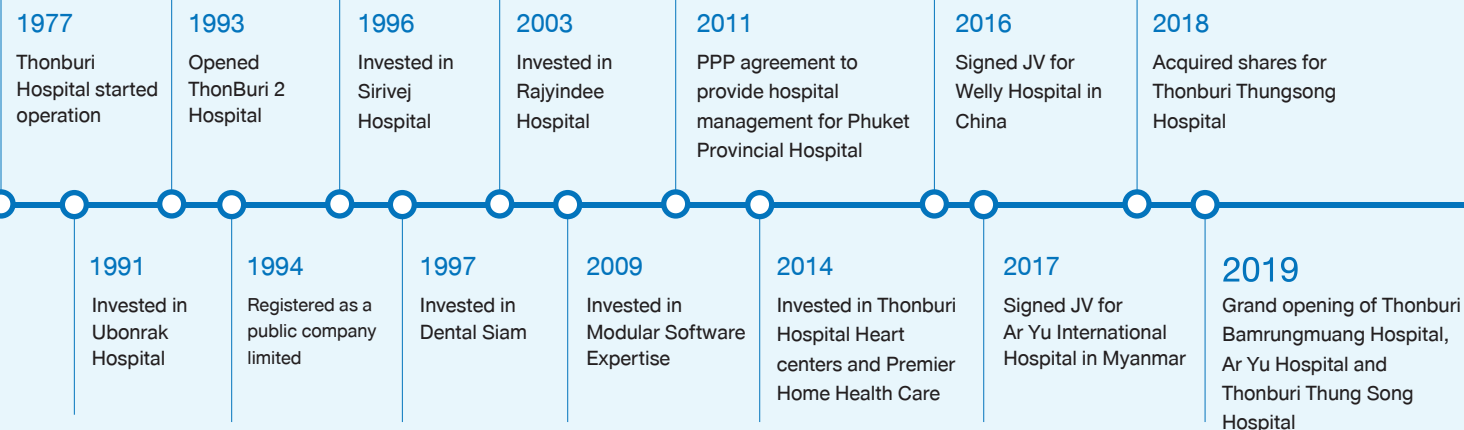 1977
Thonburi
Hospital started
operation
1993
Opened
ThonBuri 2
Hospital
1996
Invested in
Sirivej
Hospital
2003
Invested in
Rajyindee
Hospital
2011
PPP agreement to
provide hospital
management for Phuket
Provincial Hospital
2016
Signed JV for
Welly Hospital in
China
2018
Acquired shares for
Thonburi Thungsong
Hospital
1991
Invested in
Ubonrak
Hospital
1994
Registered as a
public company
limited
1997
Invested in
Dental Siam
2009
Invested in
Modular Software
Expertise
2014
Invested in Thonburi
Hospital Heart
centers and Premier
Home Health Care
2017
Signed JV for
Ar Yu International
Hospital in Myanmar
2019
Grand opening of Thonburi
Bamrungmuang Hospital,
Ar Yu Hospital and
Thonburi Thung Song
Hospital